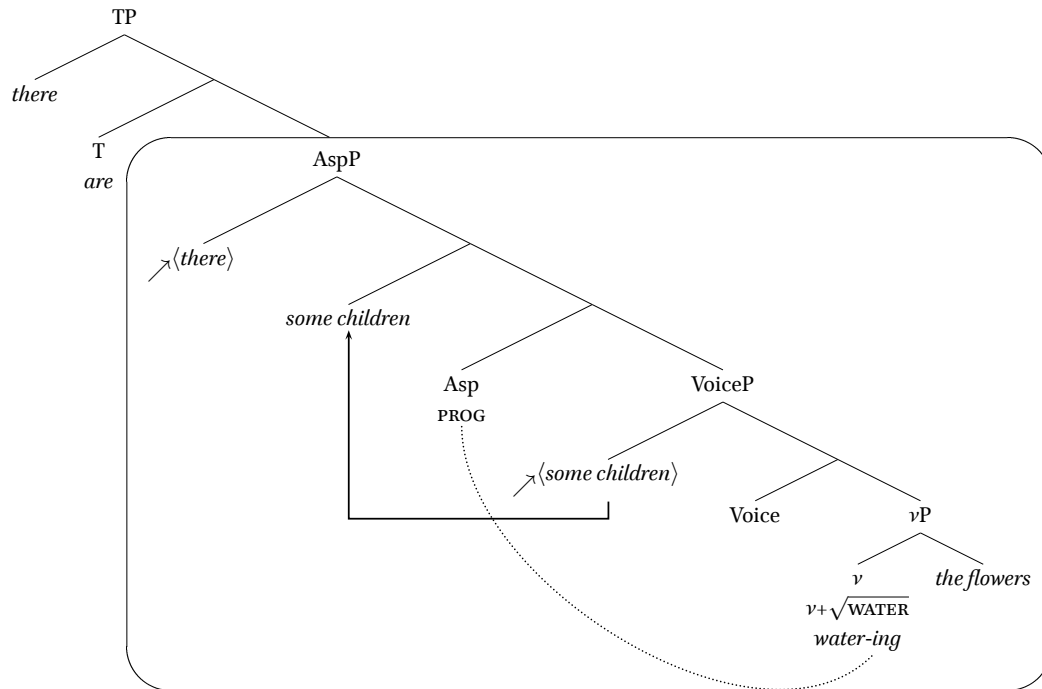 TP
there
T
are
AspP
↗⟨there⟩
some children
Asp
PROG
VoiceP
↗⟨some children⟩
Voice
vP
v
v+√WATER
water-ing
the flowers